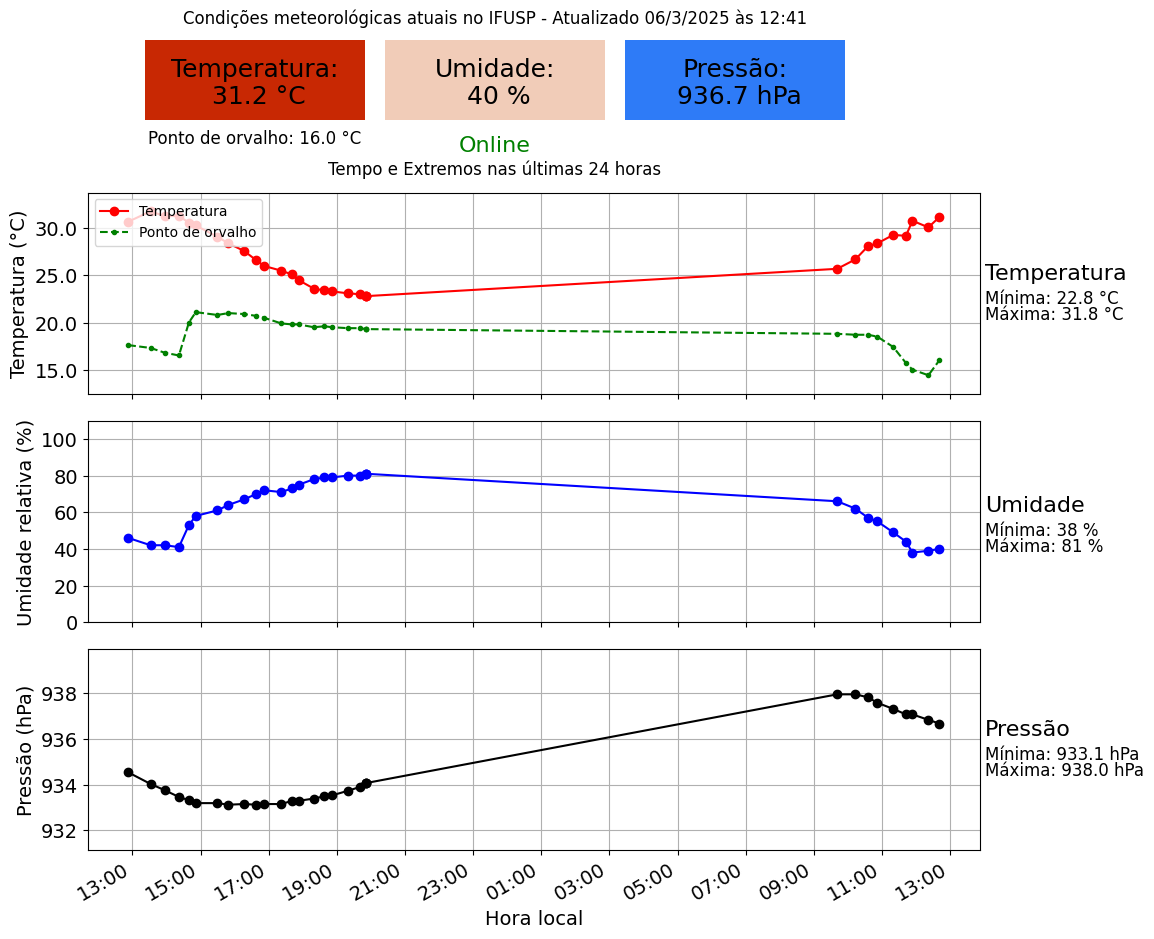 Condições meteorológicas atuais no IFUSP - Atualizado 06/3/2025 às 12:41
Temperatura:
31.2 °C
Umidade:
40 %
Pressão:
936.7 hPa
Ponto de orvalho: 16.0 °C
Online
Tempo e Extremos nas últimas 24 horas
Temperatura (°C)
30.0
25.0
20.0
15.0
Temperatura
Ponto de orvalho
Temperatura
Mínima: 22.8 °C
Máxima: 31.8 °C
Umidade relativa (%)
100
80
60
40
20
0
Umidade
Mínima: 38 %
Máxima: 81 %
Pressão (hPa)
938
936
934
932
Pressão
Mínima: 933.1 hPa
Máxima: 938.0 hPa
13:00
15:00
17:00
19:00
21:00
23:00
01:00
03:00
05:00
07:00
09:00
11:00
13:00
Hora local